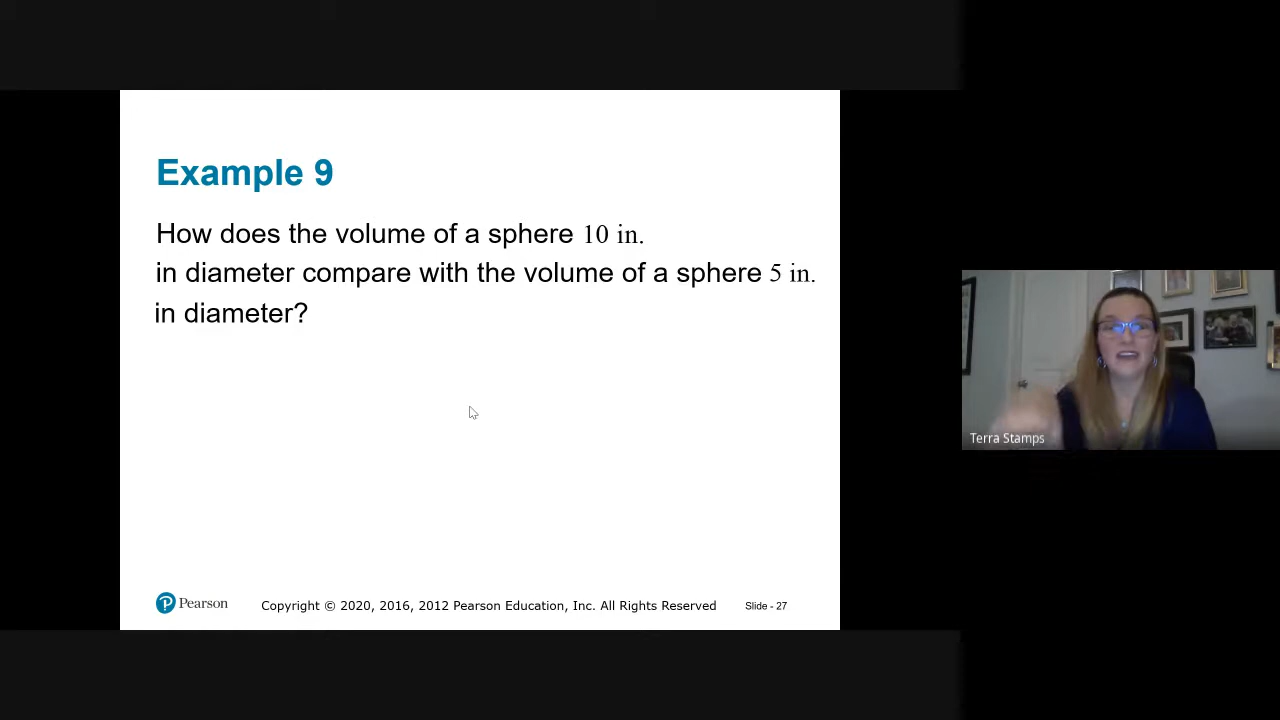 Example 9
How does the volume of a sphere 10 in.
in diameter compare with the volume of a sphere 5 in.
in diameter?
Terra Stamps
Pearson
Copyright © 2020, 2016, 2012 Pearson Education, Inc. All Rights Reserved
Slide - 27